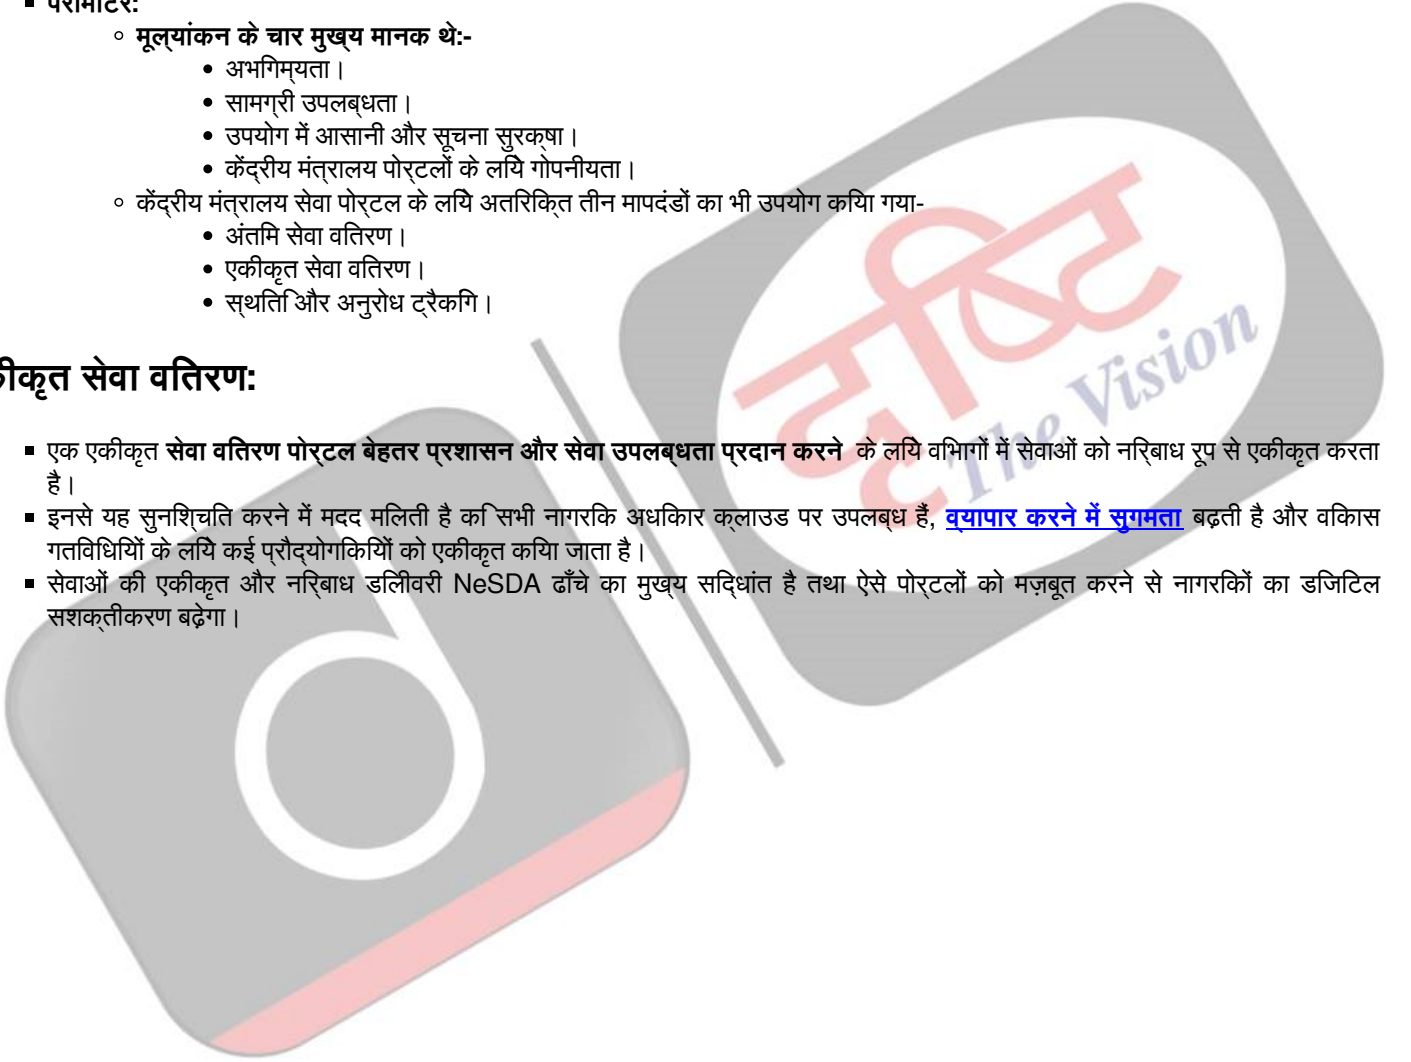 परामीटर:
मूल्यांकन के चार मुख्य मानक थे:-
अभिगम्यता।
सामग्री उपलब्धता।
उपयोग में आसानी और सूचना सुरक्षा।
केंद्रीय मंत्रालय पोर्टलों के लिये गोपनीयता।
केंद्रीय मंत्रालय सेवा पोर्टल के लिये अतिरिक्त तीन मापदंडों का भी उपयोग किया गया-
अंतिम सेवा वितरण।
एकीकृत सेवा वितरण।
स्थिति और अनुरोध ट्रैकिंग।
कीकृत सेवा वितरण:
एक एकीकृत सेवा वितरण पोर्टल बेहतर प्रशासन और सेवा उपलब्धता प्रदान करने के लिये विभागों में सेवाओं को निर्बाध रूप से एकीकृत करता
है।
इनसे यह सुनिश्चित करने में मदद मिलती है कि सभी नागरिक अधिकार क्लाउड पर उपलब्ध हैं, व्यापार करने में सुगमता बढ़ती है और विकास
गतिविधियों के लिये कई प्रौद्योगिकियों को एकीकृत किया जाता है।
सेवाओं की एकीकृत और निर्बाध डिलीवरी NeSDA ढाँचे का मुख्य सिद्धांत है तथा ऐसे पोर्टलों को मज़बूत करने से नागरिकों का डिजिटल
सशक्तीकरण बढ़ेगा।
d
दृष्टि
The Vision